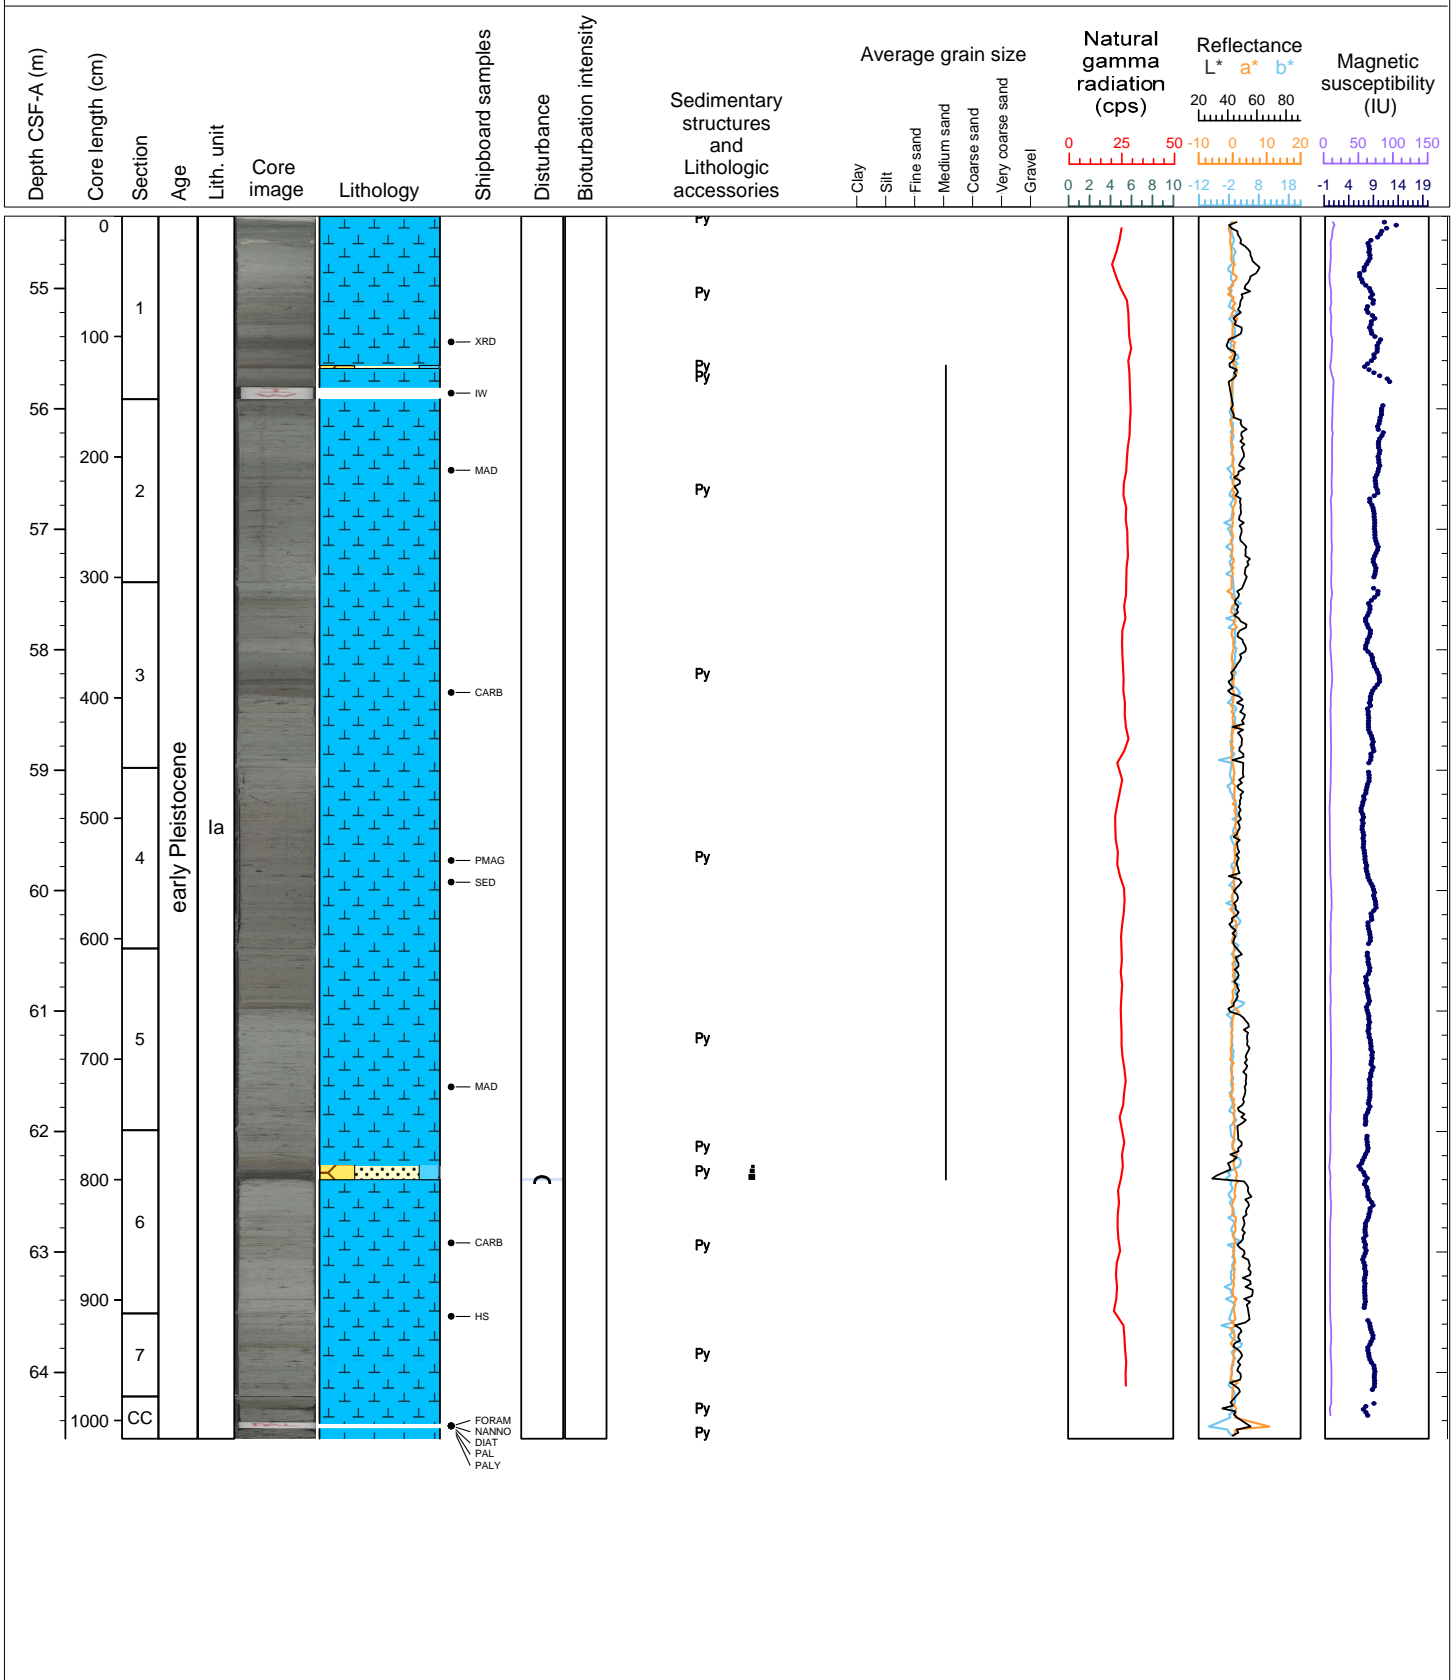 Depth CSF-A (m)
Core length (cm)
Section
Age
Lith. unit
Core
image
Lithology
Shipboard samples
Disturbance
Bioturbation intensity
Sedimentary
structures
and
Lithologic
accessories
Average grain size
Clay
Silt
Fine sand
Medium sand
Coarse sand
Very coarse sand
Gravel
Natural
gamma
radiation
(cps)
0 25 50
0 2 4 6 8 10
Reflectance
L* a* b*
20 40 60 80
-10 0 10 20
-12 -2 8 18
Magnetic
susceptibility
(IU)
0 50 100 150
-1 4 9 14 19
55
56
57
58
59
60
61
62
63
64
0
100
200
300
400
500
600
700
800
900
1000
1
2
3
4
5
6
7
CC
early Pleistocene
Ia
XRD
IW
MAD
CARB
PMAG
SED
MAD
CARB
HS
FORAM
NANNO
DIAT
PAL
PALY
Py
Py
Py
Py
Py
Py
Py
Py
Py
Py
Py
Py
Py
Py